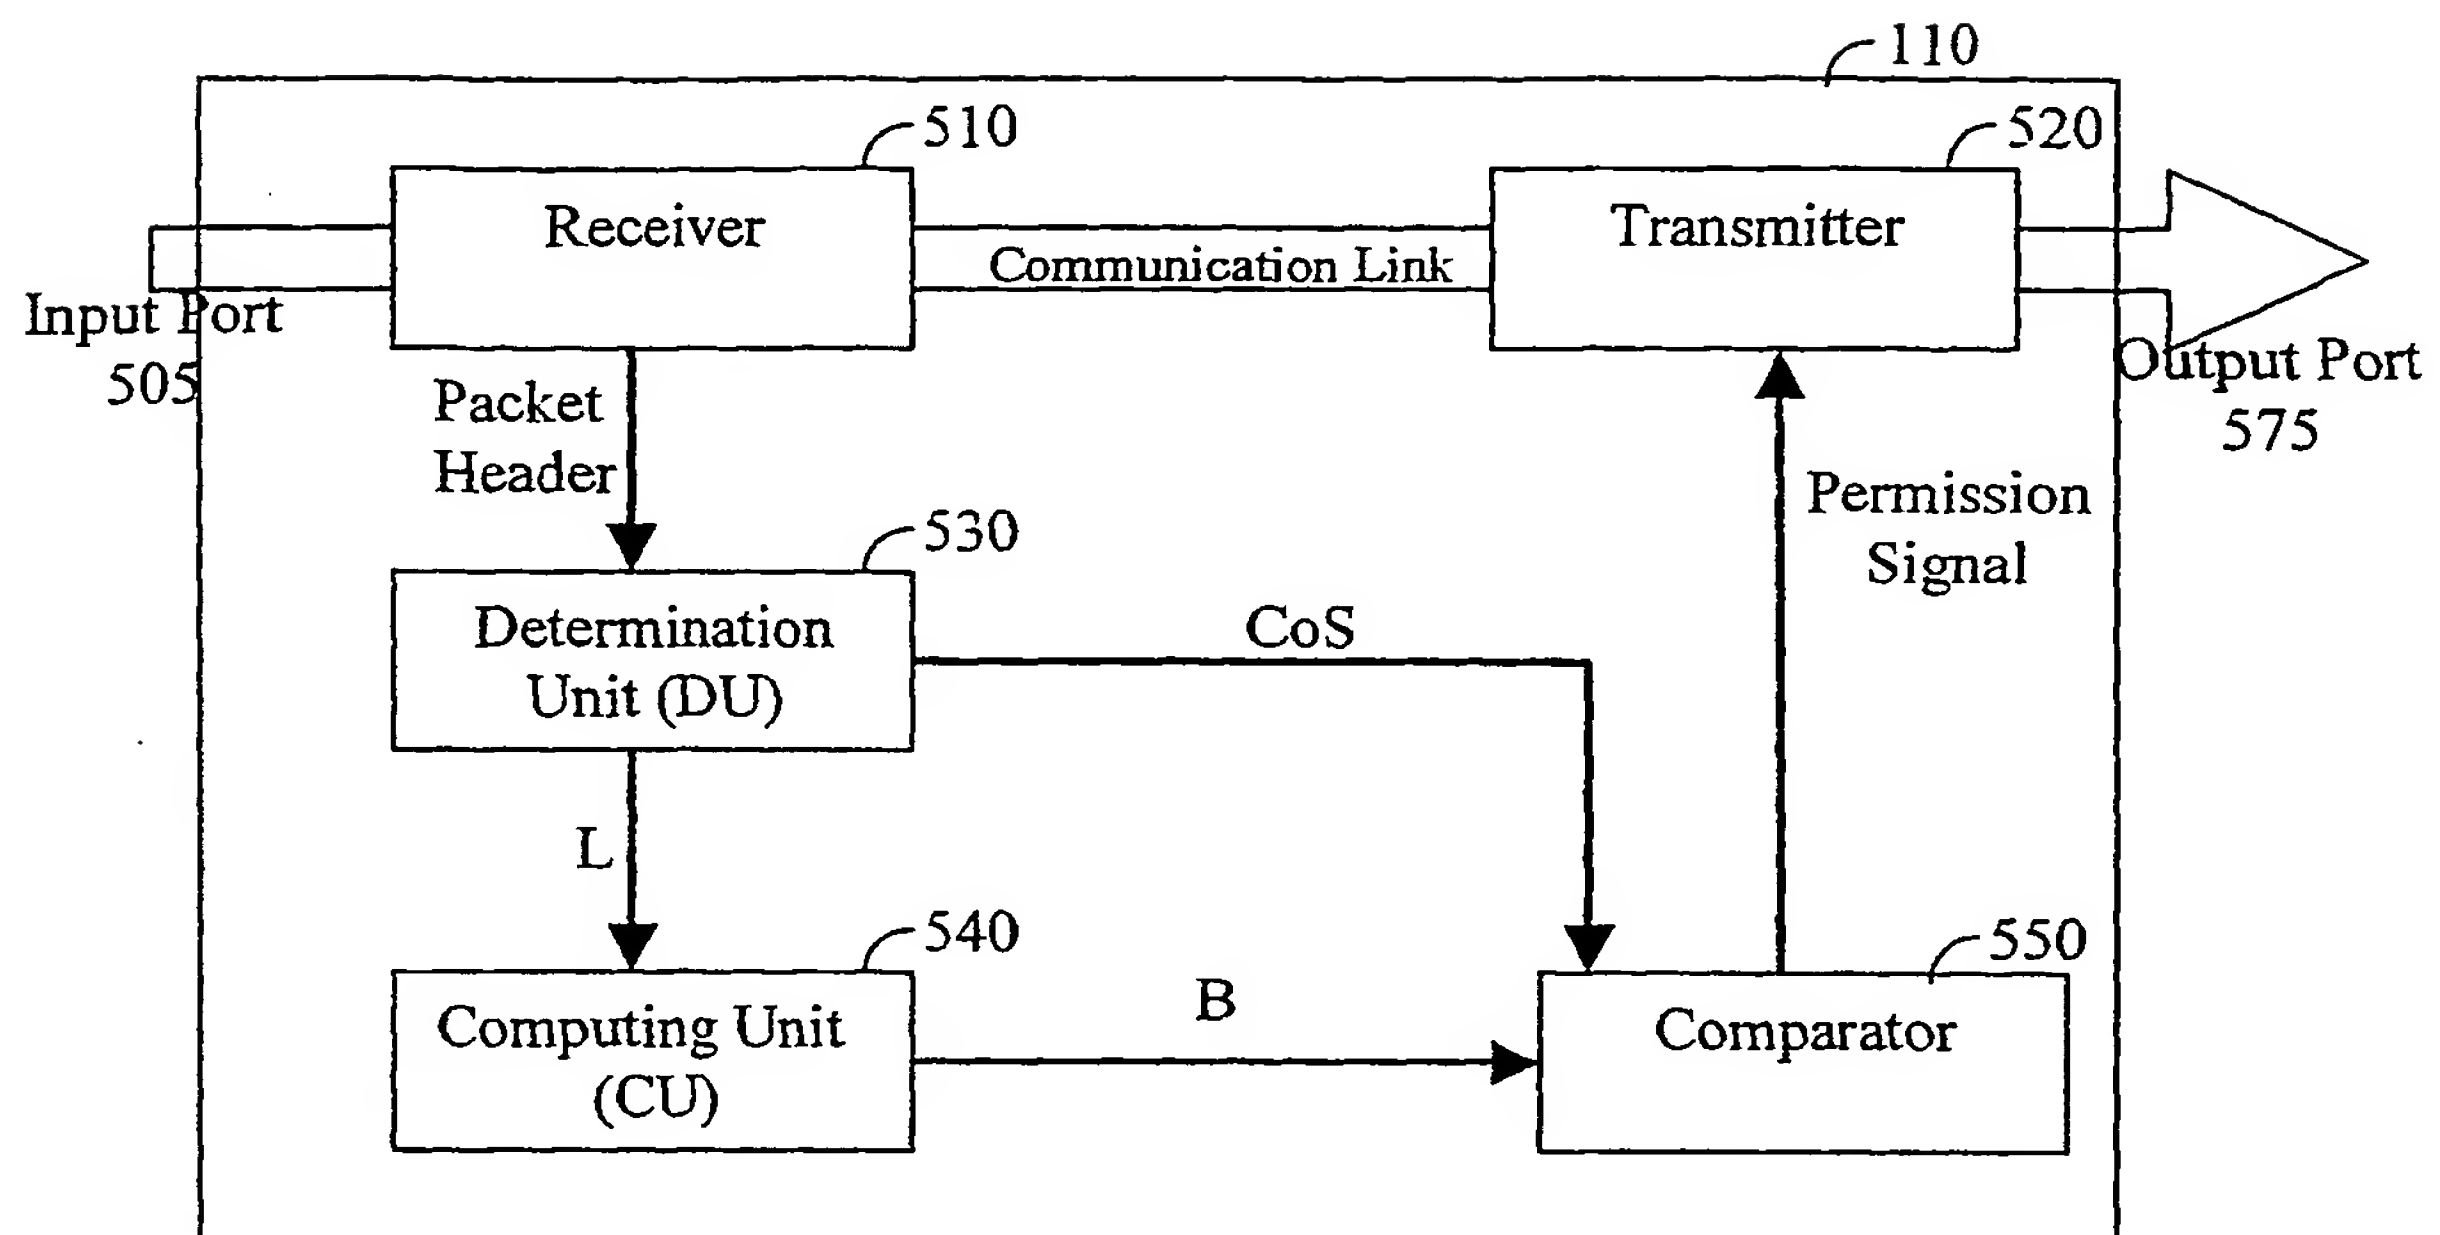 110
510
520
Receiver
Transmitter
Communication Link
Input Port
505
Output Port
575
Packet
Header
Permission
Signal
530
Determination
Unit (DU)
CoS
L
540
550
Computing Unit
(CU)
B
Comparator